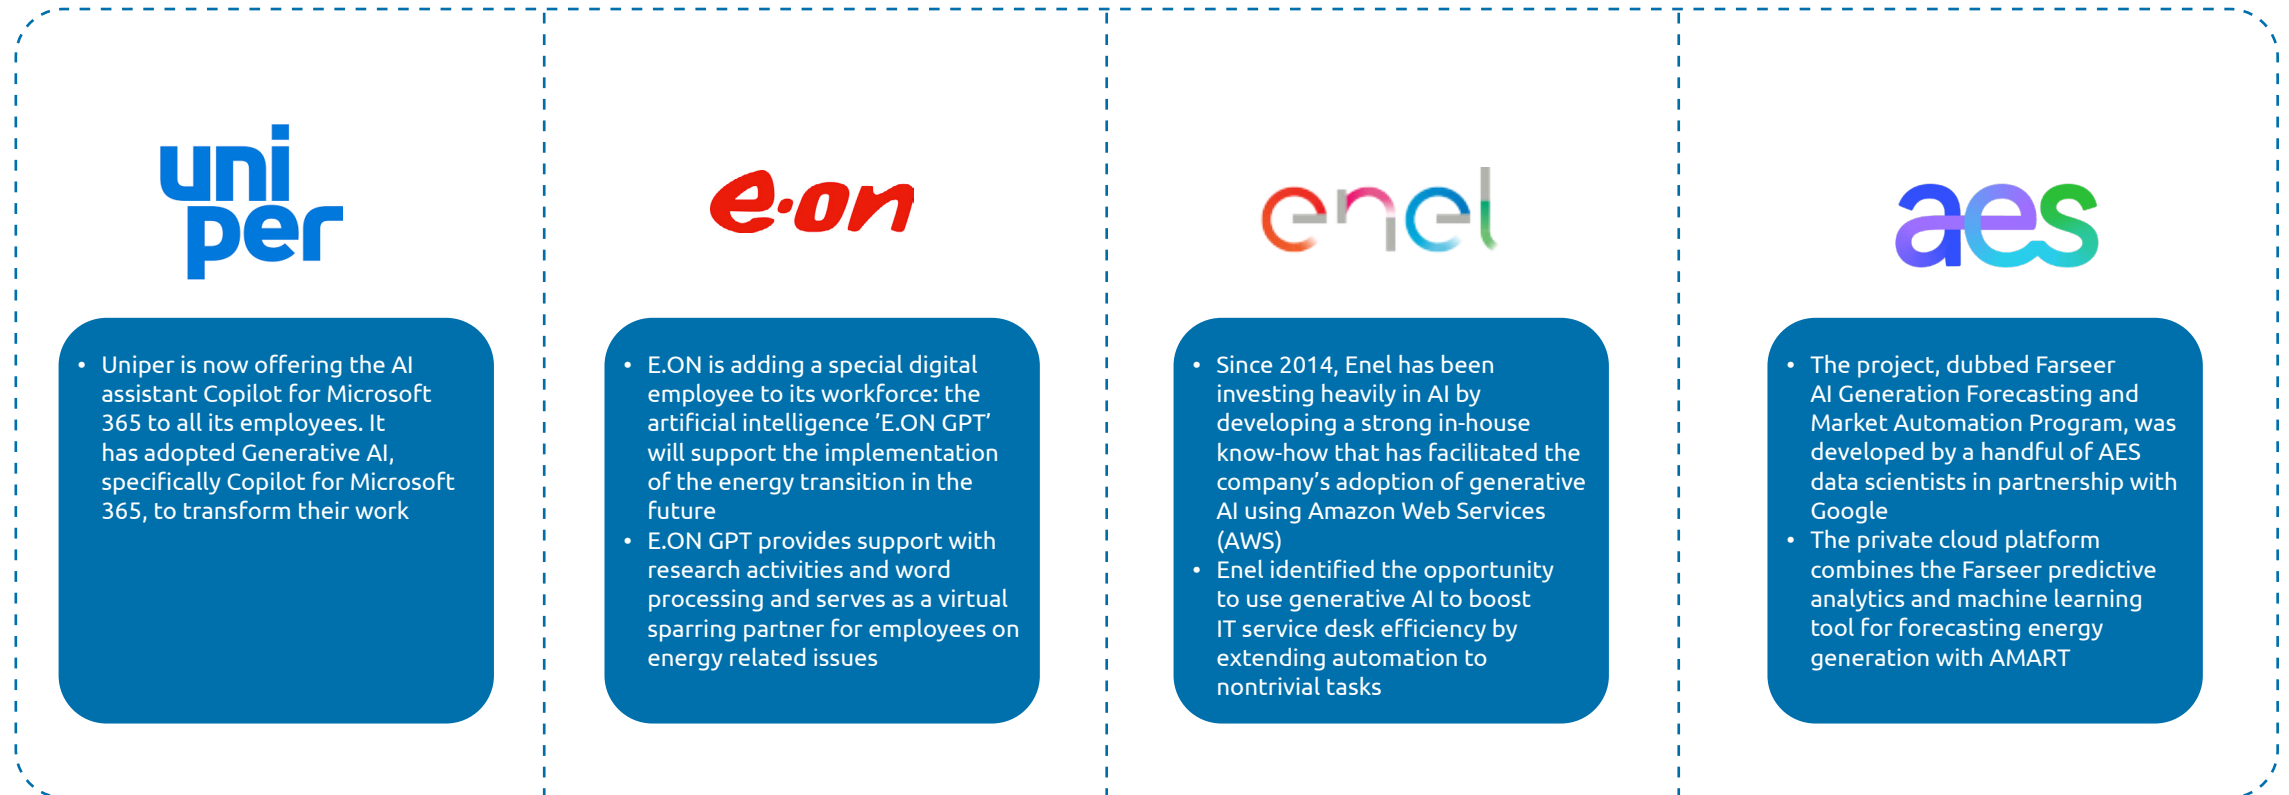 uni
per
• Uniper is now offering the AI
assistant Copilot for Microsoft
365 to all its employees. It
has adopted Generative AI,
specifically Copilot for Microsoft
365, to transform their work
e·on
• E.ON is adding a special digital
employee to its workforce: the
artificial intelligence ’E.ON GPT’
will support the implementation
of the energy transition in the
future
• E.ON GPT provides support with
research activities and word
processing and serves as a virtual
sparring partner for employees on
energy related issues
enel
• Since 2014, Enel has been
investing heavily in AI by
developing a strong in-house
know-how that has facilitated the
company’s adoption of generative
AI using Amazon Web Services
(AWS)
• Enel identified the opportunity
to use generative AI to boost
IT service desk efficiency by
extending automation to
nontrivial tasks
aes
• The project, dubbed Farseer
AI Generation Forecasting and
Market Automation Program, was
developed by a handful of AES
data scientists in partnership with
Google
• The private cloud platform
combines the Farseer predictive
analytics and machine learning
tool for forecasting energy
generation with AMART